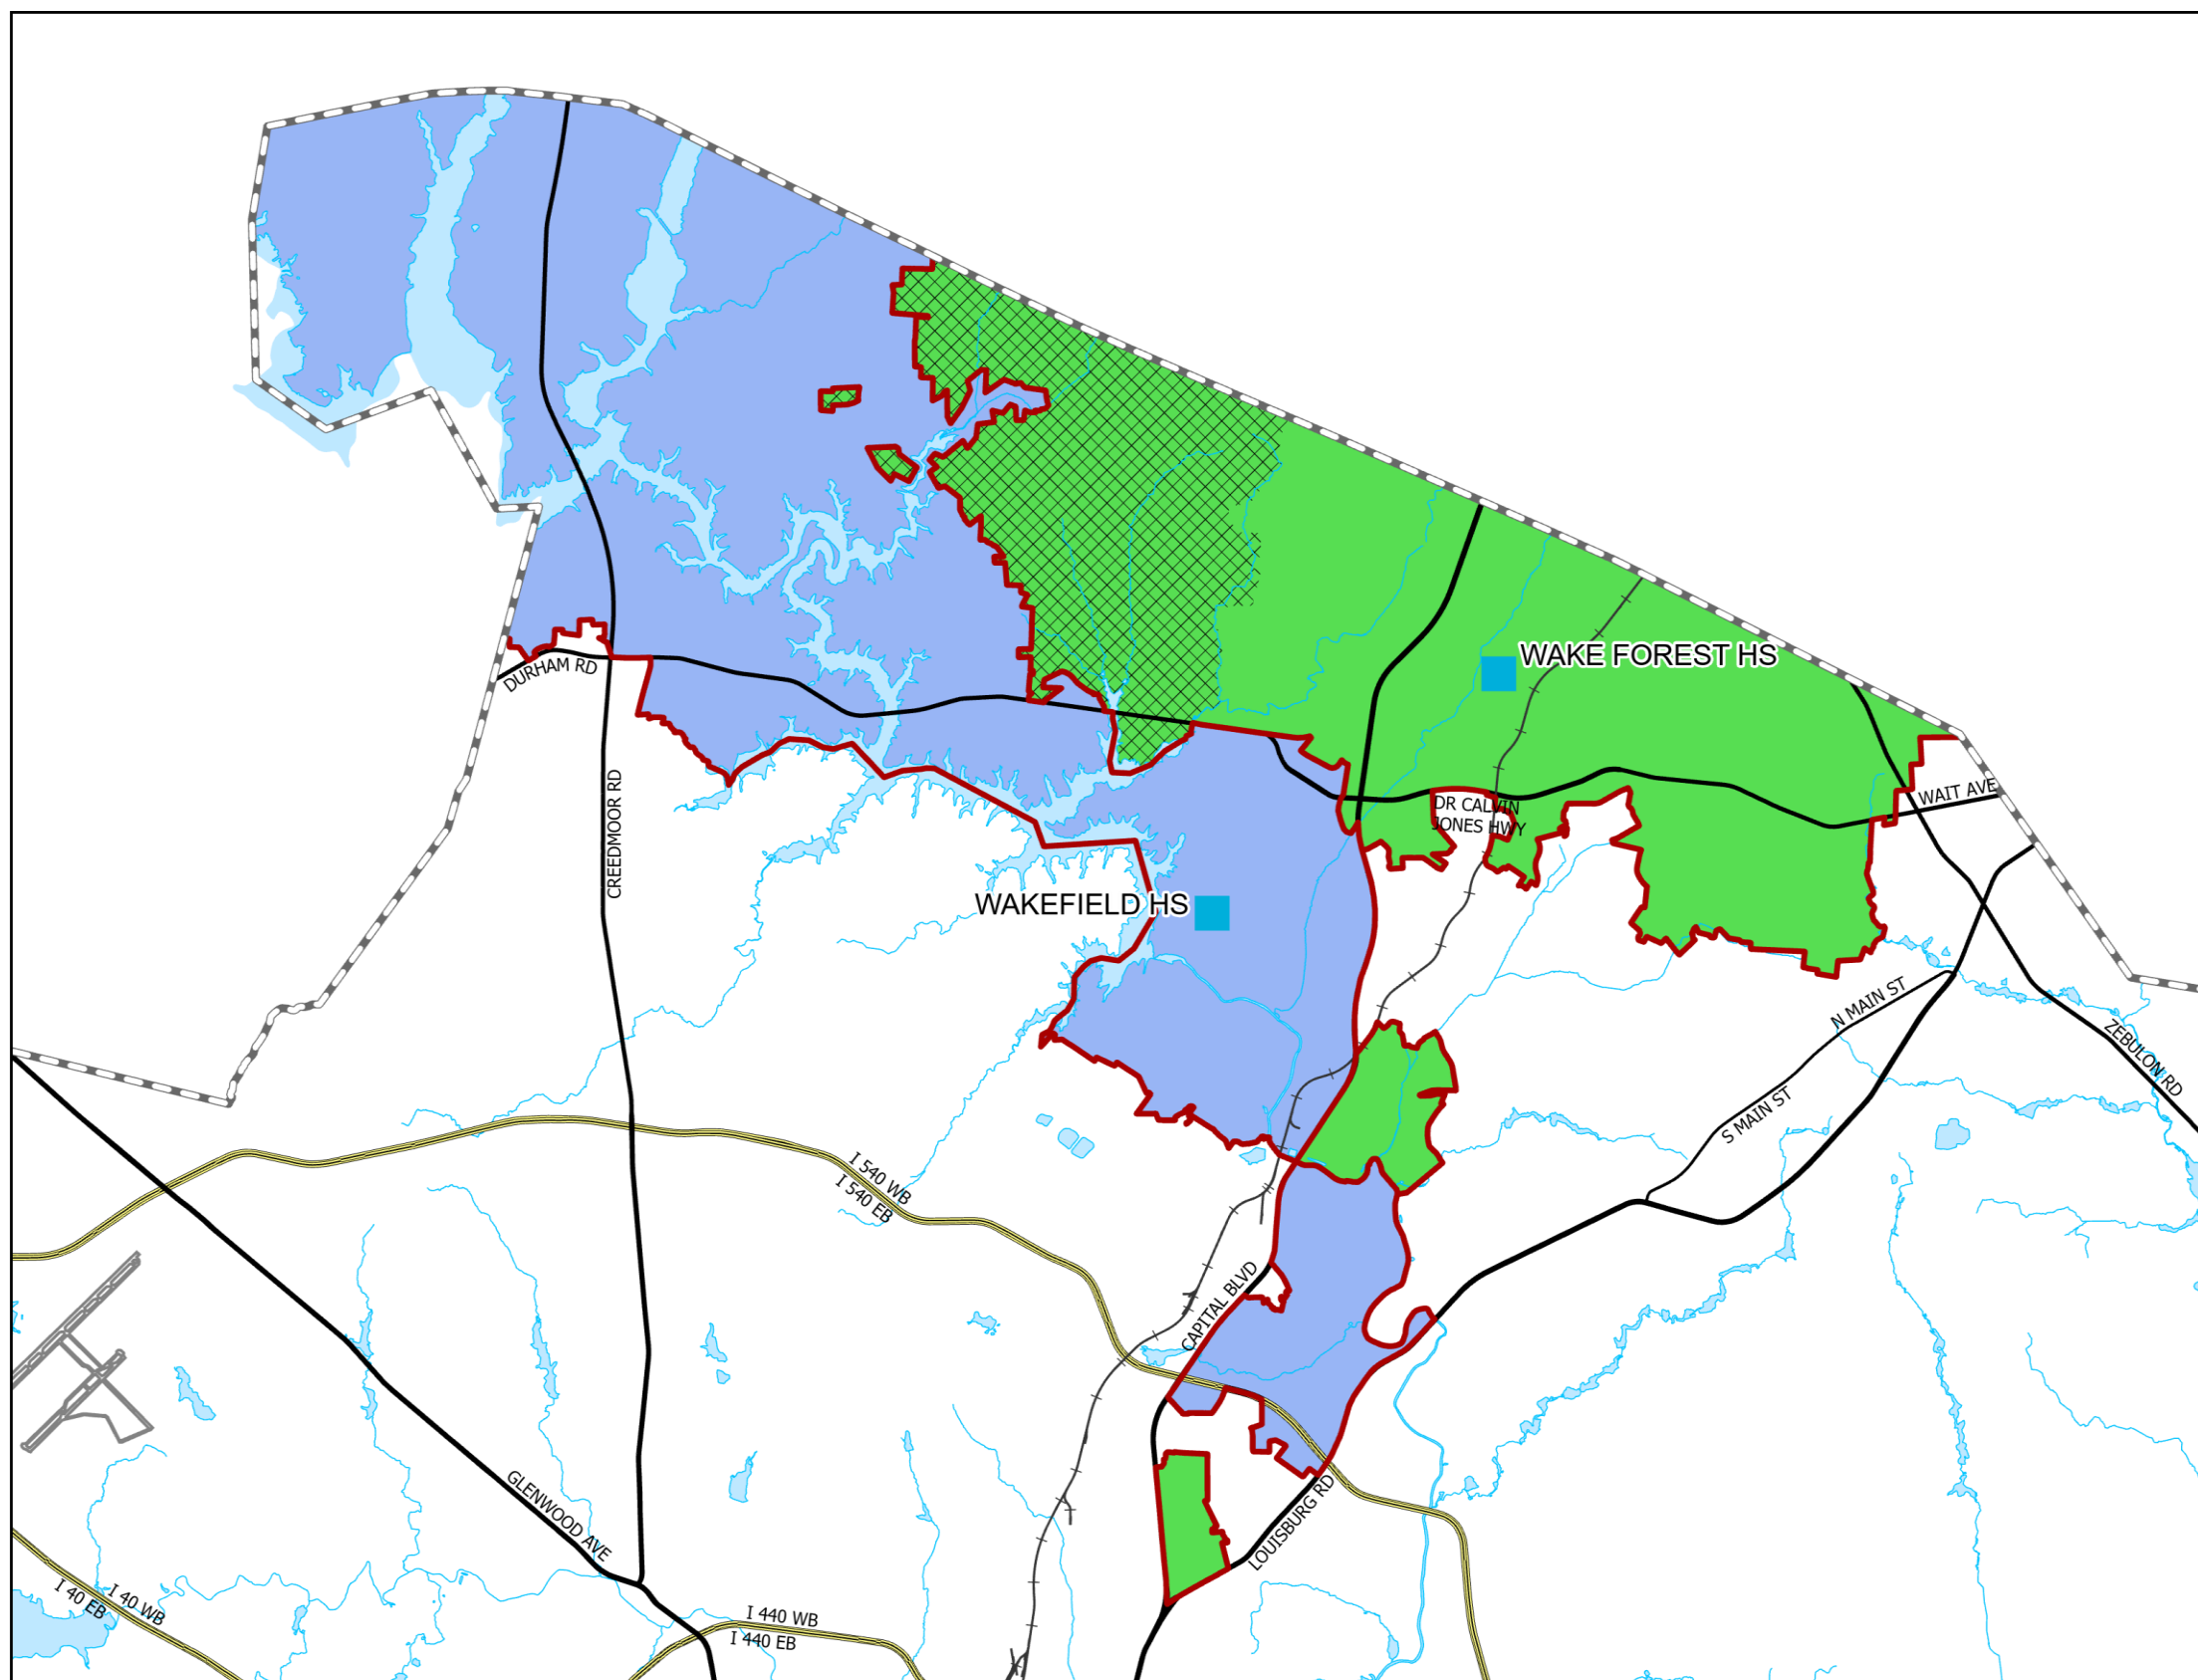 WAKE FOREST HS
DURHAM RD
CREEDMOOR RD
DR CALVIN
JONES HWY
WAIT AVE
WAKEFIELD HS
N MAIN ST
ZEBULON RD
S MAIN ST
I 540 WB
I 540 EB
CAPITAL BLVD
GLENWOOD AVE
LOUISBURG RD
I 40 WB
I 40 EB
I 440 WB
I 440 EB